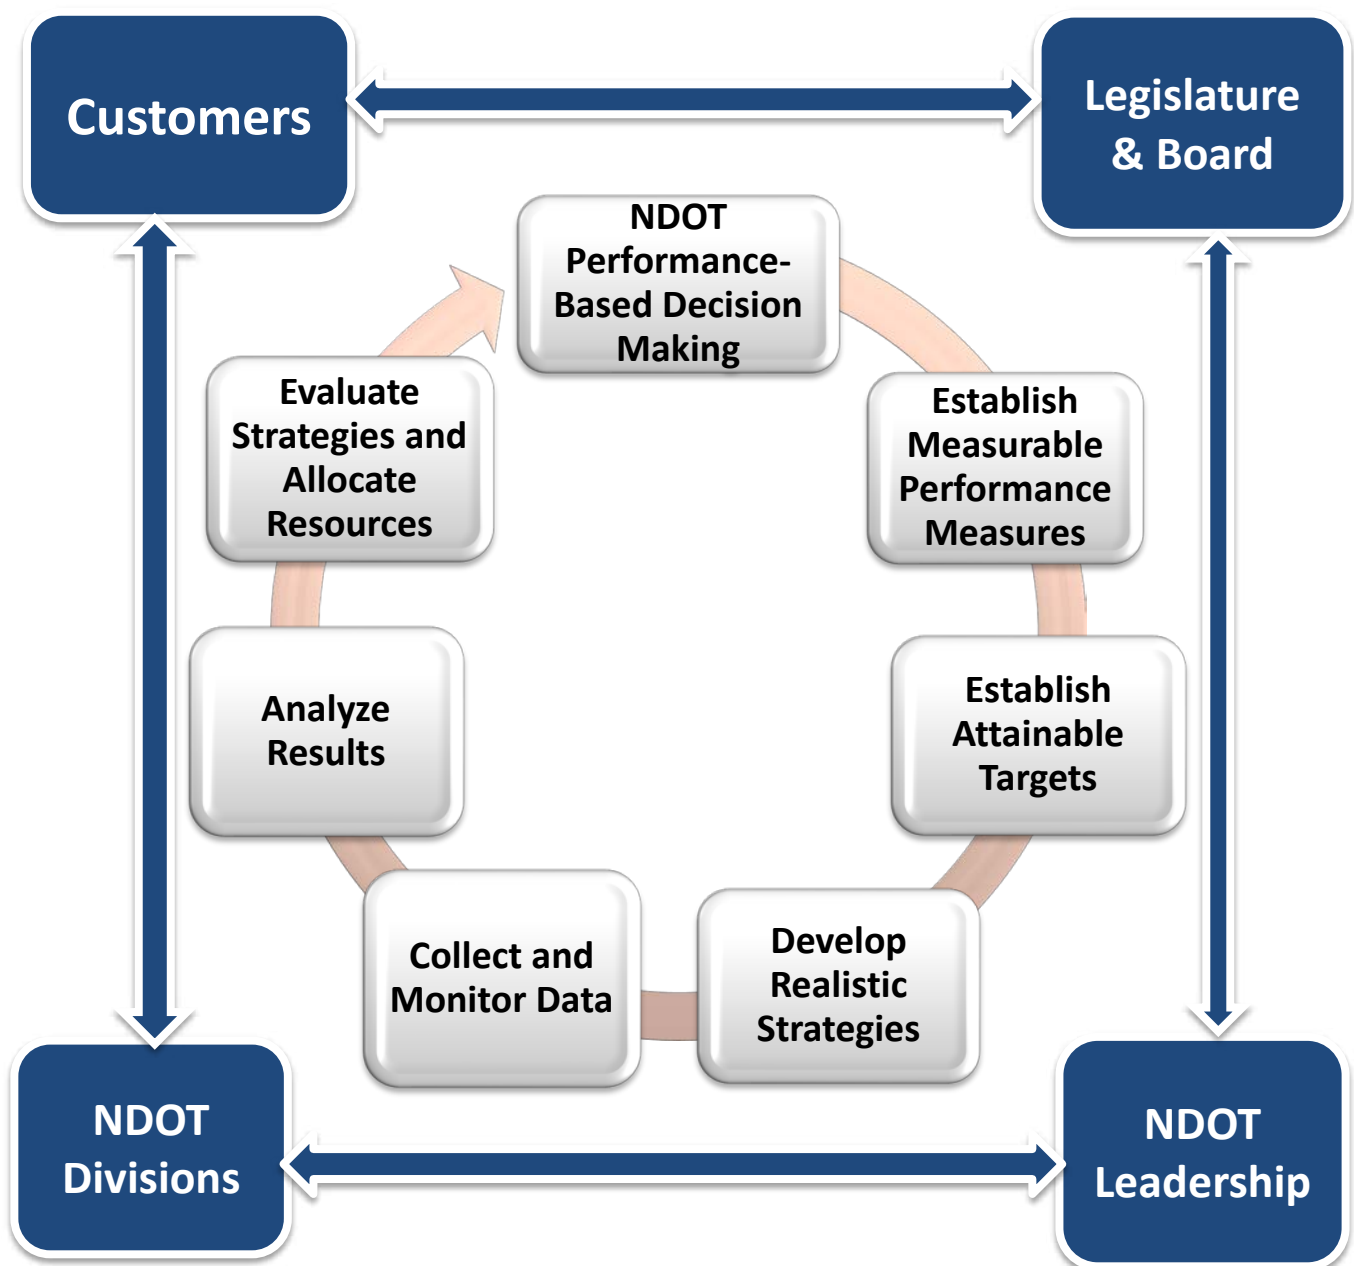 Customers
Legislature
& Board
NDOT
Performance-
Based Decision
Making
Establish
Measurable
Performance
Measures
Establish
Attainable
Targets
Develop
Realistic
Strategies
Collect and
Monitor Data
Analyze
Results
Evaluate
Strategies and
Allocate
Resources
NDOT
Divisions
NDOT
Leadership